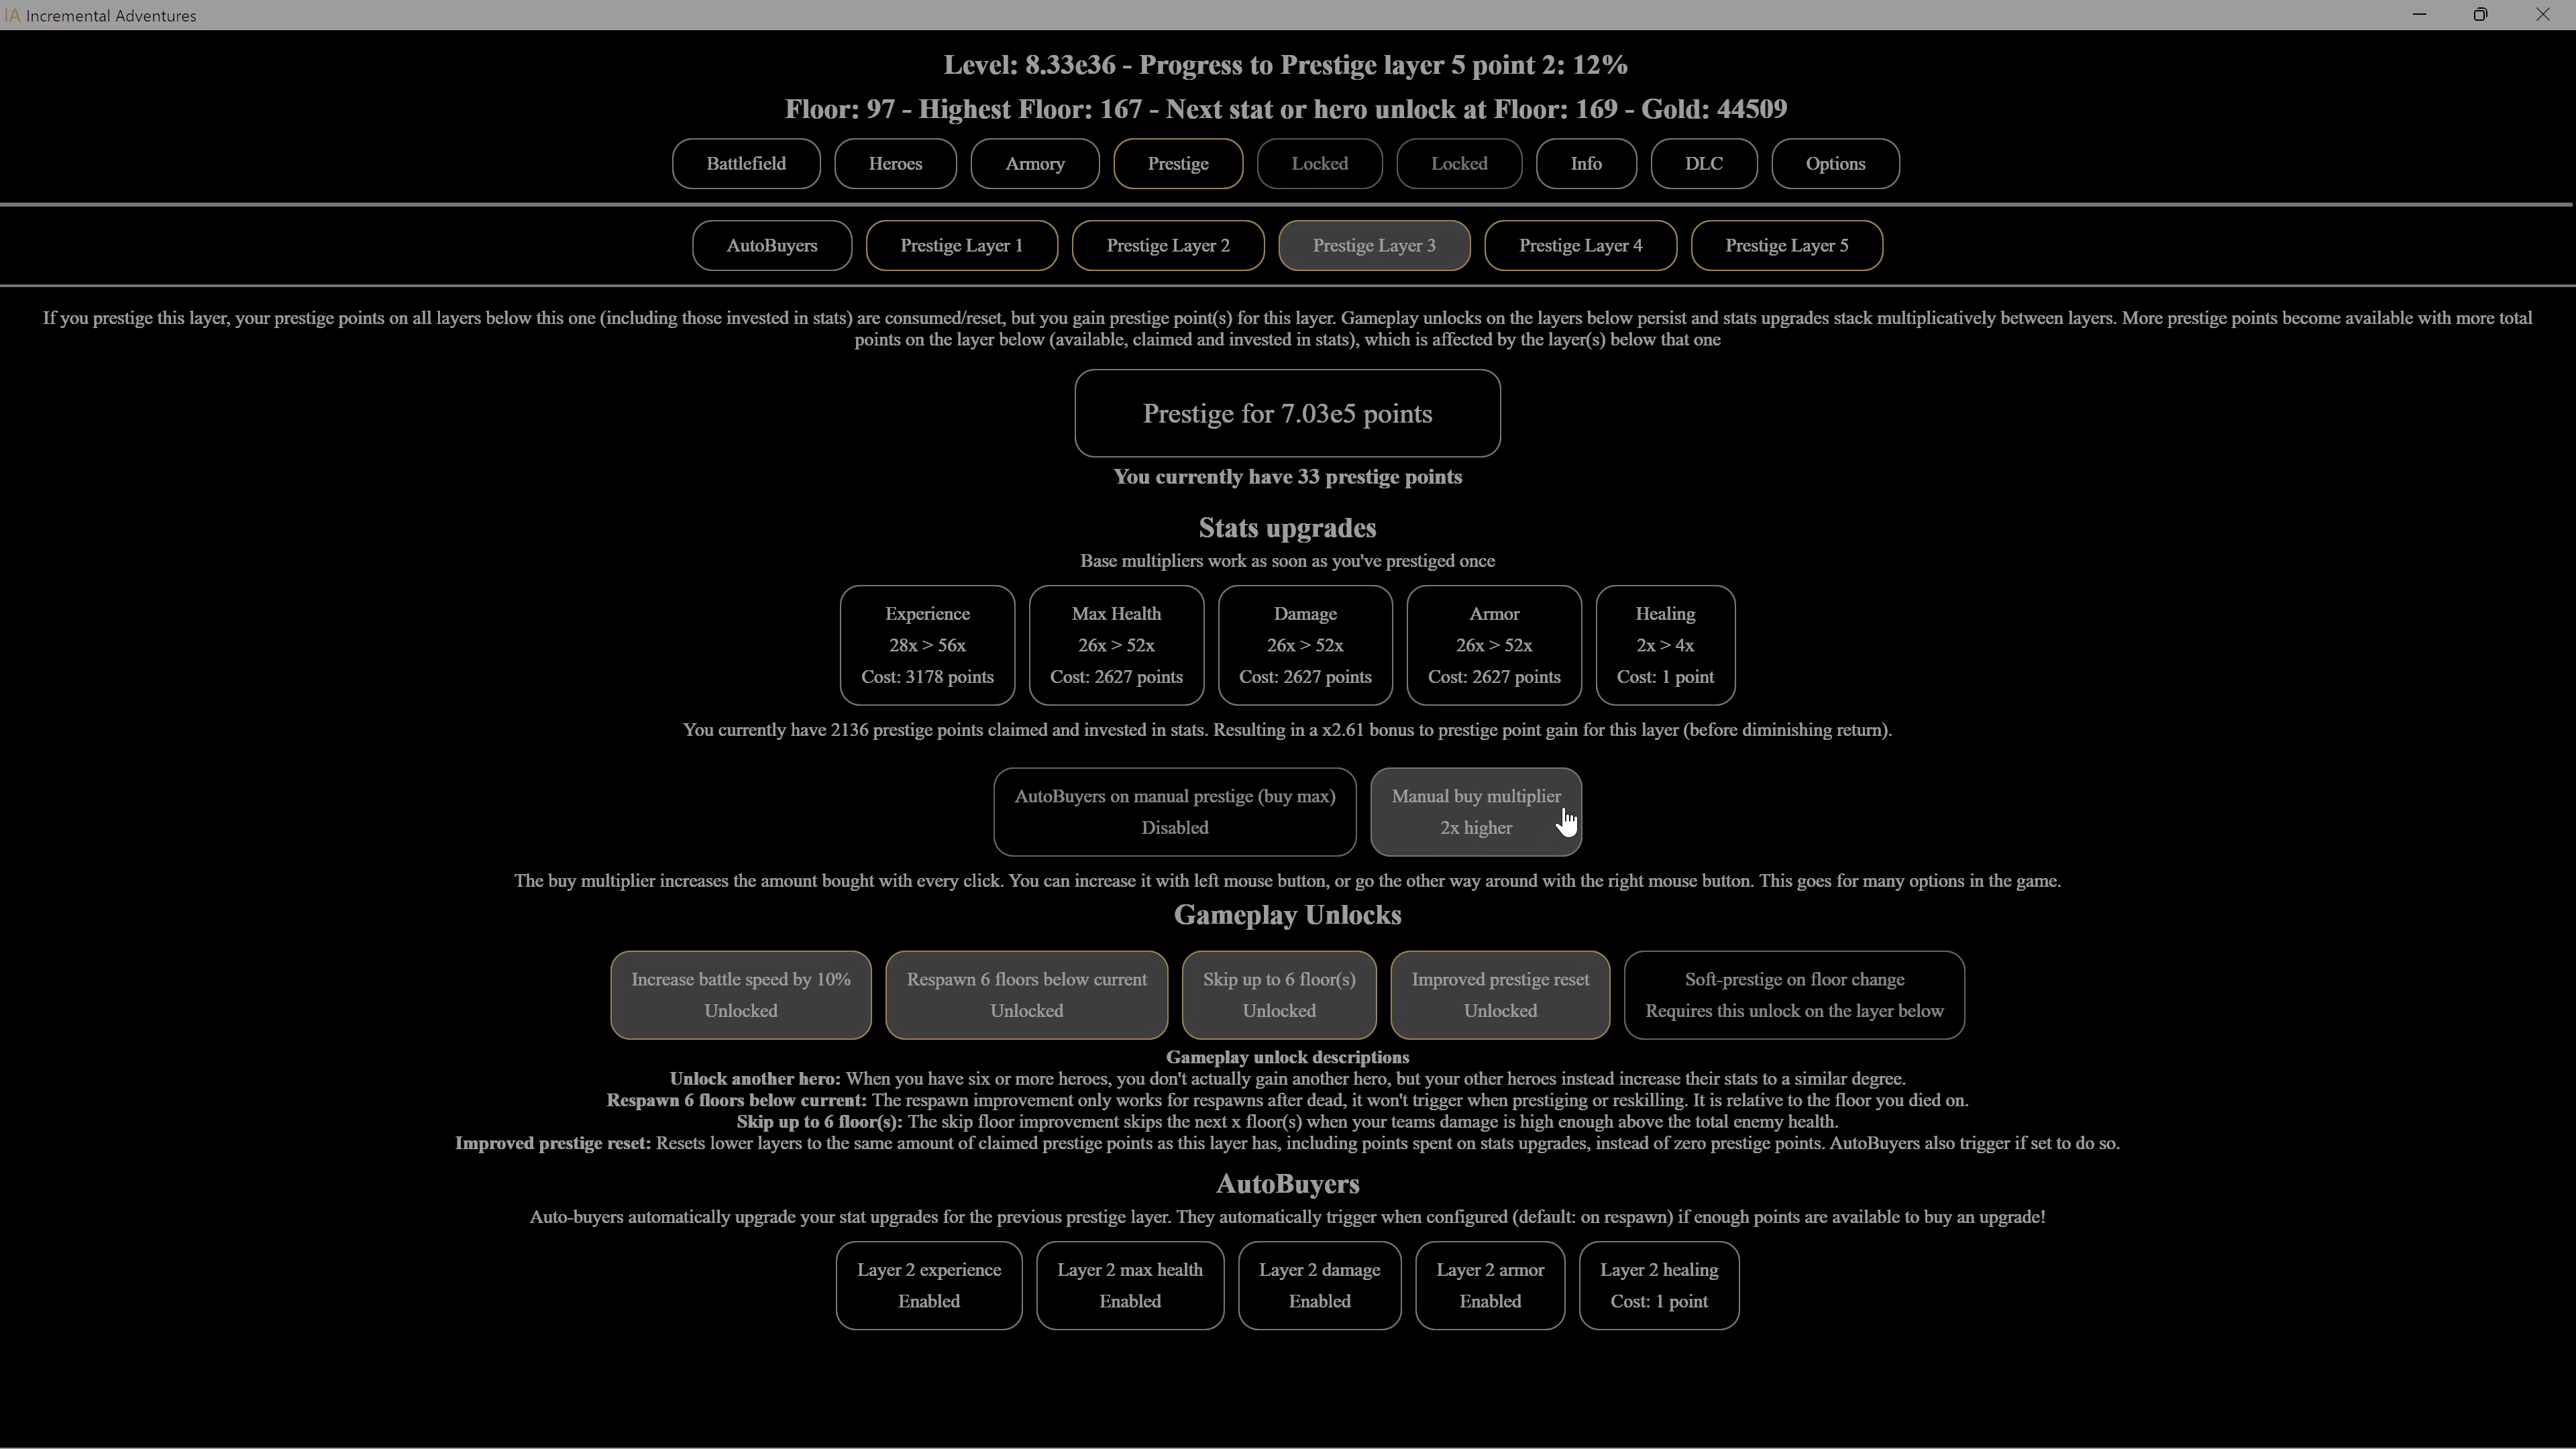 IA Incremental Adventures
Level: 8.33e36 - Progress to Prestige layer 5 point 2: 12%
Floor: 97 - Highest Floor: 167 - Next stat or hero unlock at Floor: 169 - Gold: 44509
Battlefield Heroes Armory Prestige Locked Locked Info DLC Options
AutoBuyers Prestige Layer 1 Prestige Layer 2 Prestige Layer 3 Prestige Layer 4 Prestige Layer 5
If you prestige this layer, your prestige points on all layers below this one (including those invested in stats) are consumed/reset, but you gain prestige point(s) for this layer. Gameplay unlocks on the layers below persist and stats upgrades stack multiplicatively between layers. More prestige points become available with more total
points on the layer below (available, claimed and invested in stats), which is affected by the layer(s) below that one
Prestige for 7.03e5 points
You currently have 33 prestige points
Stats upgrades
Base multipliers work as soon as you've prestiged once
Experience Max Health Damage Armor Healing
28x > 56x 26x > 52x 26x > 52x 26x > 52x 2x > 4x
Cost: 3178 points Cost: 2627 points Cost: 2627 points Cost: 2627 points Cost: 1 point
You currently have 2136 prestige points claimed and invested in stats. Resulting in a x2.61 bonus to prestige point gain for this layer (before diminishing return).
AutoBuyers on manual prestige (buy max) Manual buy multiplier
Disabled 2x higher
The buy multiplier increases the amount bought with every click. You can increase it with left mouse button, or go the other way around with the right mouse button. This goes for many options in the game.
Gameplay Unlocks
Increase battle speed by 10% Respawn 6 floors below current Skip up to 6 floor(s) Improved prestige reset Soft-prestige on floor change
Unlocked Unlocked Unlocked Unlocked Requires this unlock on the layer below
Gameplay unlock descriptions
Unlock another hero: When you have six or more heroes, you don't actually gain another hero, but your other heroes instead increase their stats to a similar degree.
Respawn 6 floors below current: The respawn improvement only works for respawns after dead, it won't trigger when prestiging or reskilling. It is relative to the floor you died on.
Skip up to 6 floor(s): The skip floor improvement skips the next x floor(s) when your teams damage is high enough above the total enemy health.
Improved prestige reset: Resets lower layers to the same amount of claimed prestige points as this layer has, including points spent on stats upgrades, instead of zero prestige points. AutoBuyers also trigger if set to do so.
AutoBuyers
Auto-buyers automatically upgrade your stat upgrades for the previous prestige layer. They automatically trigger when configured (default: on respawn) if enough points are available to buy an upgrade!
Layer 2 experience Layer 2 max health Layer 2 damage Layer 2 armor Layer 2 healing
Enabled Enabled Enabled Enabled Cost: 1 point